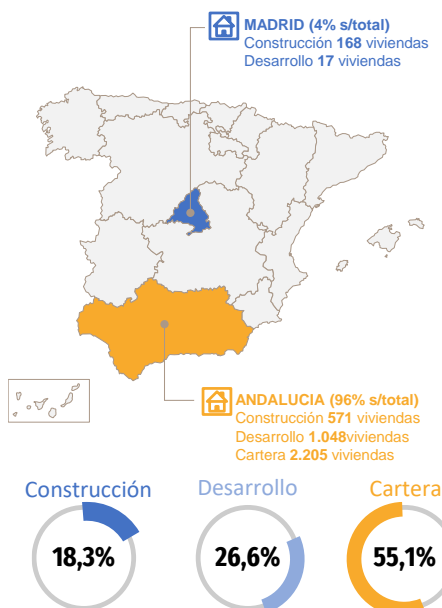 MADRID (4% s/total)
Construcción 168 viviendas
Desarrollo 17 viviendas
ANDALUCIA (96% s/total)
Construcción 571 viviendas
Desarrollo 1.048viviendas
Cartera 2.205 viviendas
Construcción
Desarrollo
Cartera
18,3%
26,6%
55,1%